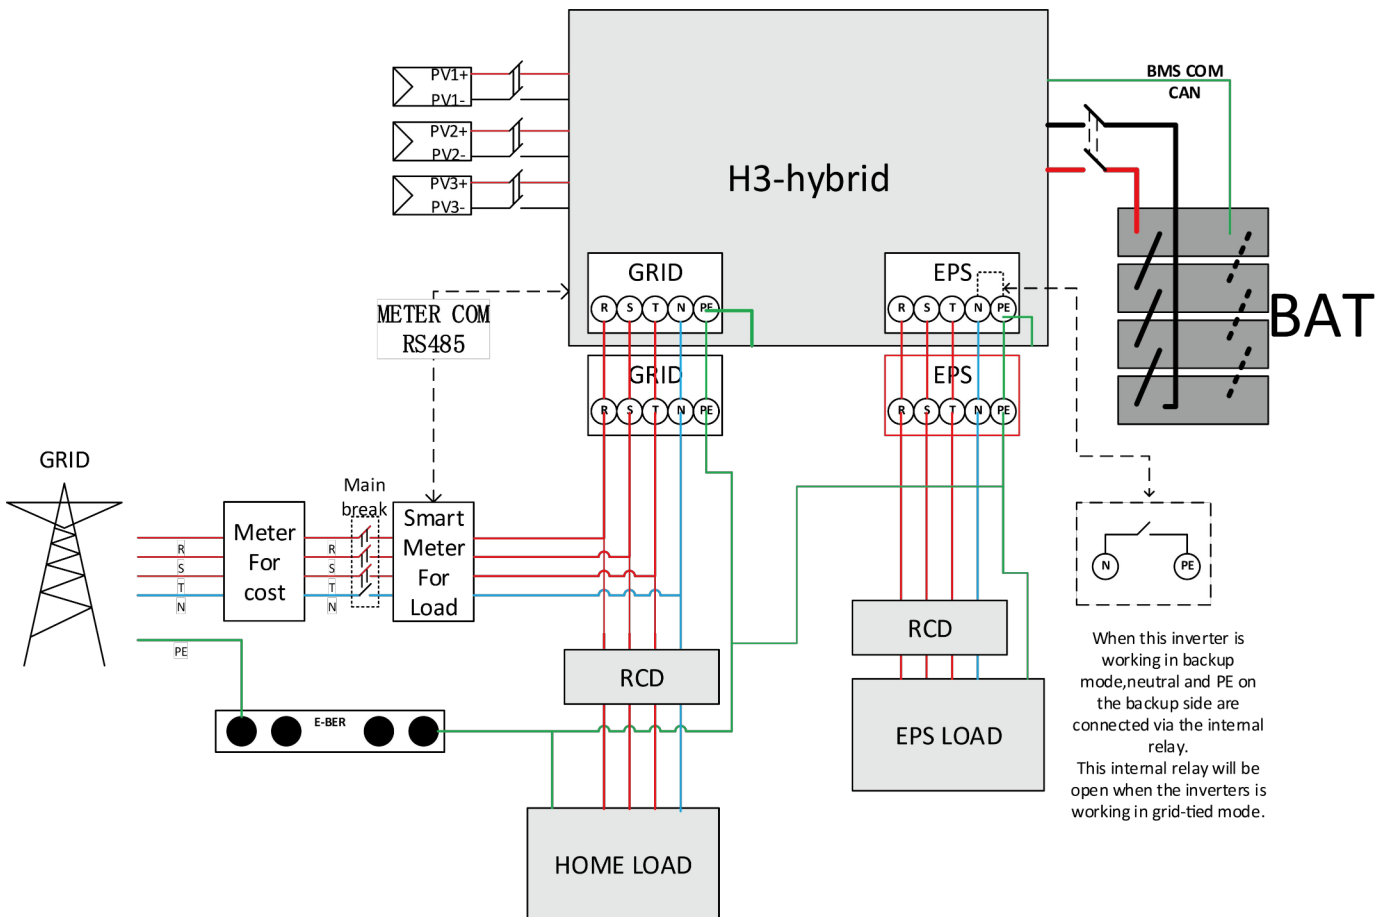 PV1+
PV1-
PV2+
PV2-
PV3+
PV3-
H3-hybrid
BMS COM
CAN
BAT
GRID
R S T N PE
EPS
R S T N PE
METER COM
RS485
GRID
R S T N PE
EPS
R S T N PE
GRID
R
S
T
N
PE
Meter
For
cost
Main
break
R
S
T
N
Smart
Meter
For
Load
E-BER
RCD
HOME LOAD
RCD
EPS LOAD
N PE
When this inverter is
working in backup
mode,neutral and PE on
the backup side are
connected via the internal
relay.
This internal relay will be
open when the inverters is
working in grid-tied mode.